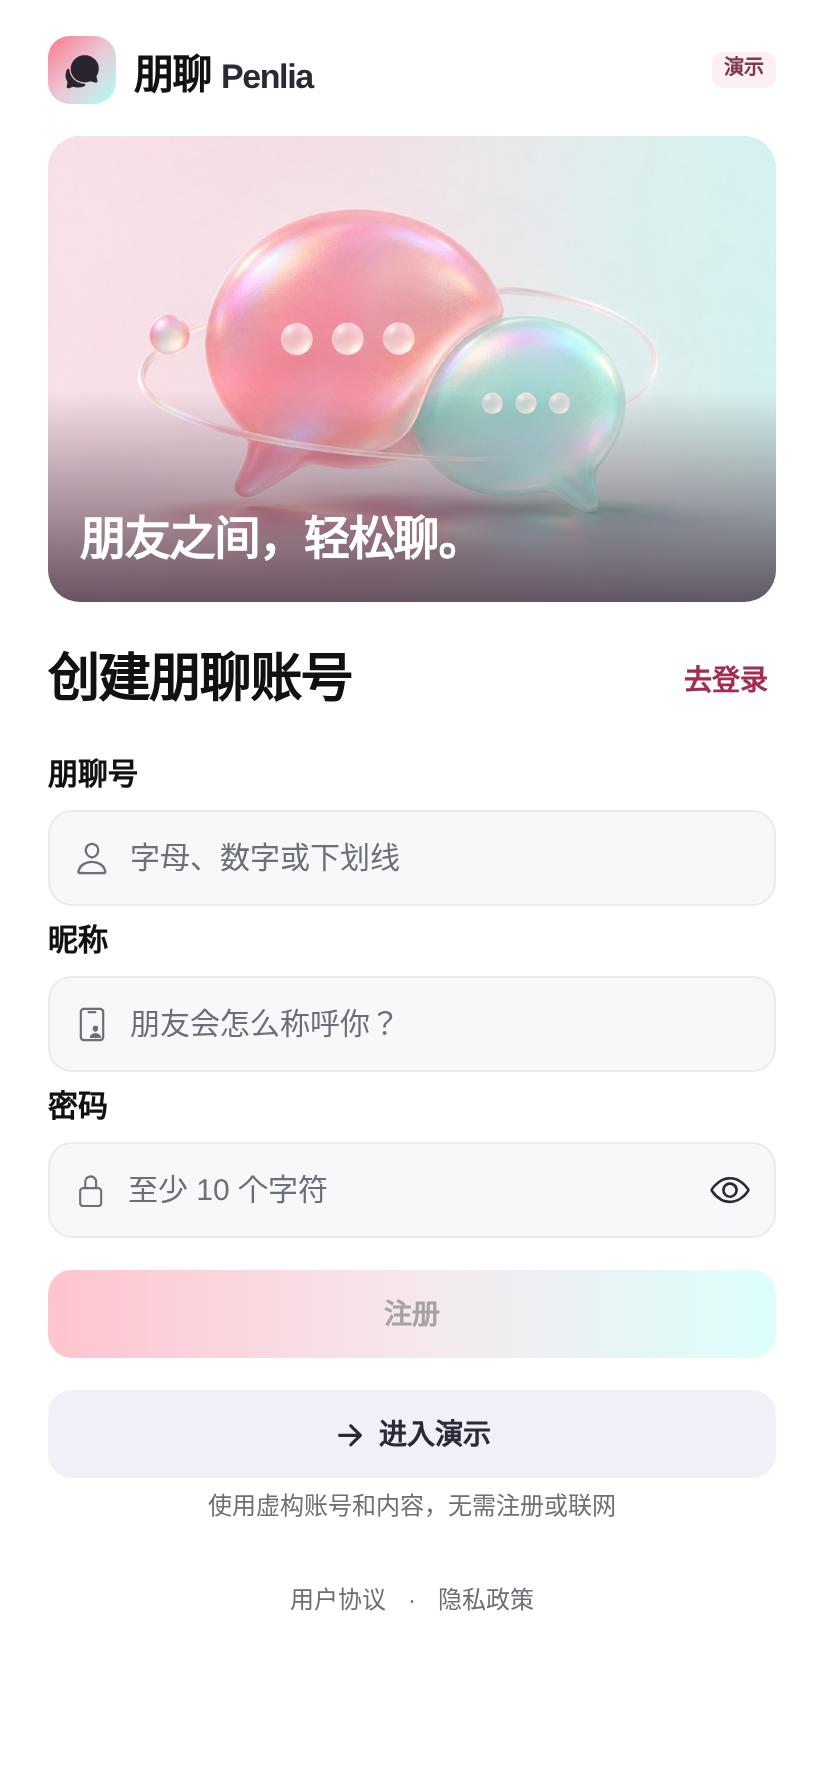 朋聊 Penlia
演示
朋友之间，轻松聊。
创建朋聊账号
去登录
朋聊号
字母、数字或下划线
昵称
朋友会怎么称呼你？
密码
至少 10 个字符
注册
进入演示
使用虚构账号和内容，无需注册或联网
用户协议 · 隐私政策